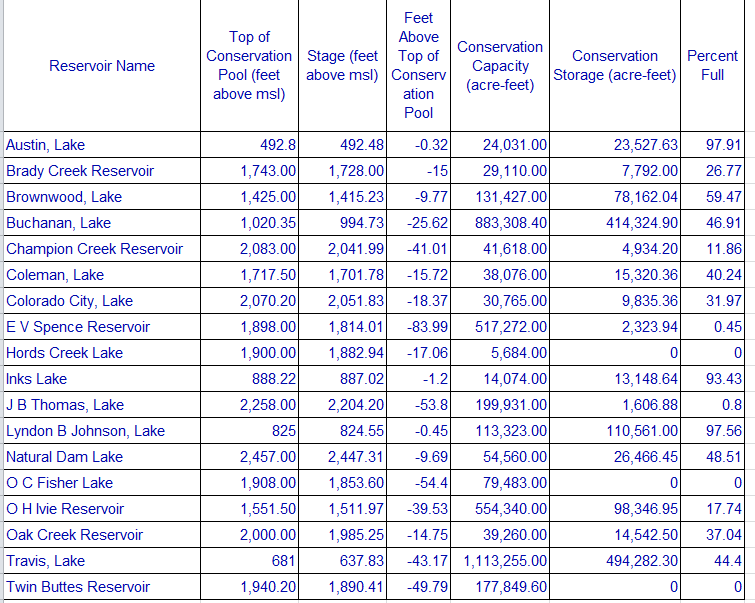 Reservoir Name
Top of
Conservation
Pool (feet
above msl)
Stage (feet
above msl)
Feet
Above
Top of
Conserv
ation
Pool
Conservation
Capacity
(acre-feet)
Conservation
Storage (acre-feet)
Percent
Full
Austin, Lake 492.8 492.48 -0.32 24,031.00 23,527.63 97.91
Brady Creek Reservoir 1,743.00 1,728.00 -15 29,110.00 7,792.00 26.77
Brownwood, Lake 1,425.00 1,415.23 -9.77 131,427.00 78,162.04 59.47
Buchanan, Lake 1,020.35 994.73 -25.62 883,308.40 414,324.90 46.91
Champion Creek Reservoir 2,083.00 2,041.99 -41.01 41,618.00 4,934.20 11.86
Coleman, Lake 1,717.50 1,701.78 -15.72 38,076.00 15,320.36 40.24
Colorado City, Lake 2,070.20 2,051.83 -18.37 30,765.00 9,835.36 31.97
E V Spence Reservoir 1,898.00 1,814.01 -83.99 517,272.00 2,323.94 0.45
Hords Creek Lake 1,900.00 1,882.94 -17.06 5,684.00 0 0
Inks Lake 888.22 887.02 -1.2 14,074.00 13,148.64 93.43
J B Thomas, Lake 2,258.00 2,204.20 -53.8 199,931.00 1,606.88 0.8
Lyndon B Johnson, Lake 825 824.55 -0.45 113,323.00 110,561.00 97.56
Natural Dam Lake 2,457.00 2,447.31 -9.69 54,560.00 26,466.45 48.51
O C Fisher Lake 1,908.00 1,853.60 -54.4 79,483.00 0 0
O H Ivie Reservoir 1,551.50 1,511.97 -39.53 554,340.00 98,346.95 17.74
Oak Creek Reservoir 2,000.00 1,985.25 -14.75 39,260.00 14,542.50 37.04
Travis, Lake 681 637.83 -43.17 1,113,255.00 494,282.30 44.4
Twin Buttes Reservoir 1,940.20 1,890.41 -49.79 177,849.60 0 0